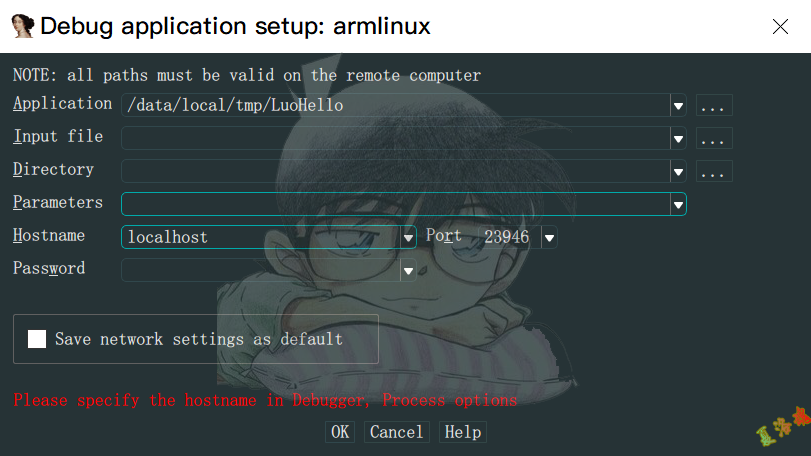 Debug application setup: armlinux
NOTE: all paths must be valid on the remote computer
Application /data/local/tmp/LuoHello ...
Input file ...
Directory ...
Parameters
Hostname localhost Port 23946
Password
Save network settings as default
Please specify the hostname in Debugger, Process options
OK Cancel Help